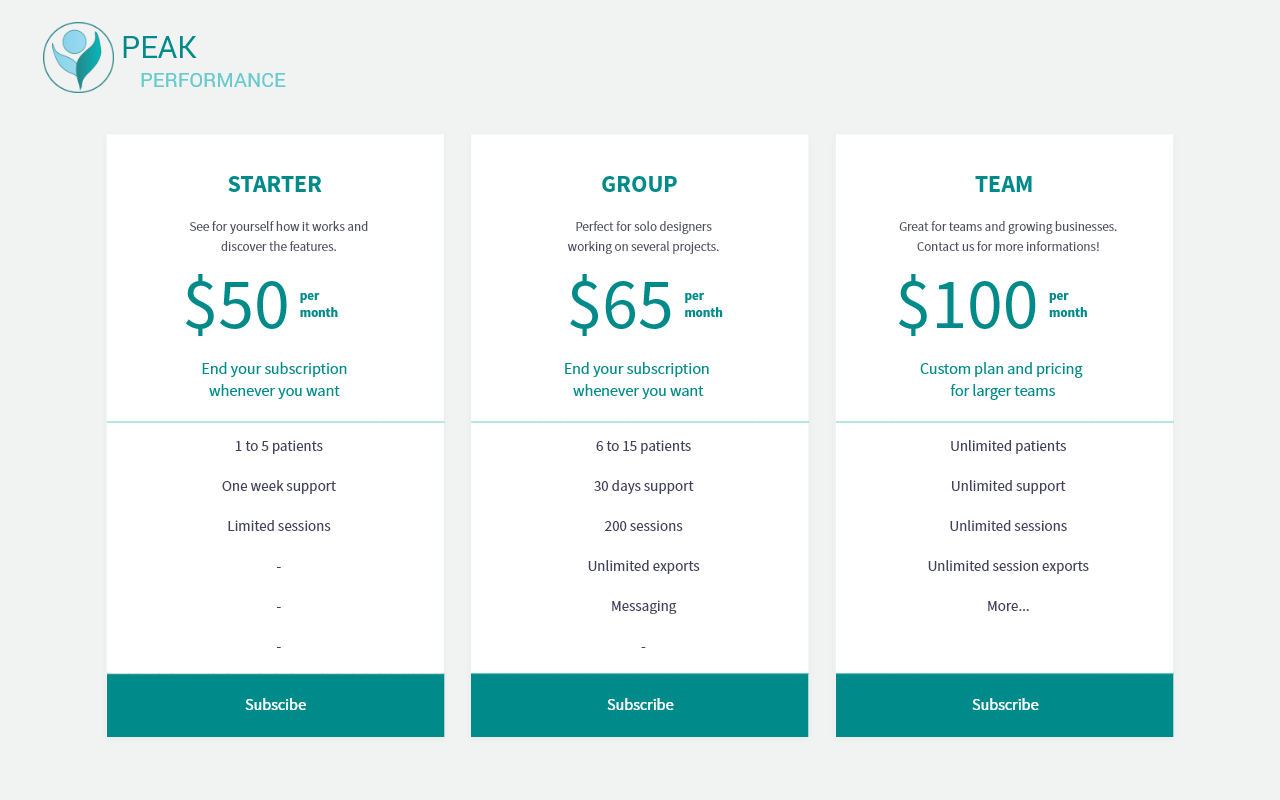 PEAK
PERFORMANCE
STARTER
See for yourself how it works and
discover the features.
$50 per
month
End your subscription
whenever you want
1 to 5 patients
One week support
Limited sessions
-
-
-
Subscibe
GROUP
Perfect for solo designers
working on several projects.
$65 per
month
End your subscription
whenever you want
6 to 15 patients
30 days support
200 sessions
Unlimited exports
Messaging
-
Subscribe
TEAM
Great for teams and growing businesses.
Contact us for more informations!
$100 per
month
Custom plan and pricing
for larger teams
Unlimited patients
Unlimited support
Unlimited sessions
Unlimited session exports
More...
Subscribe